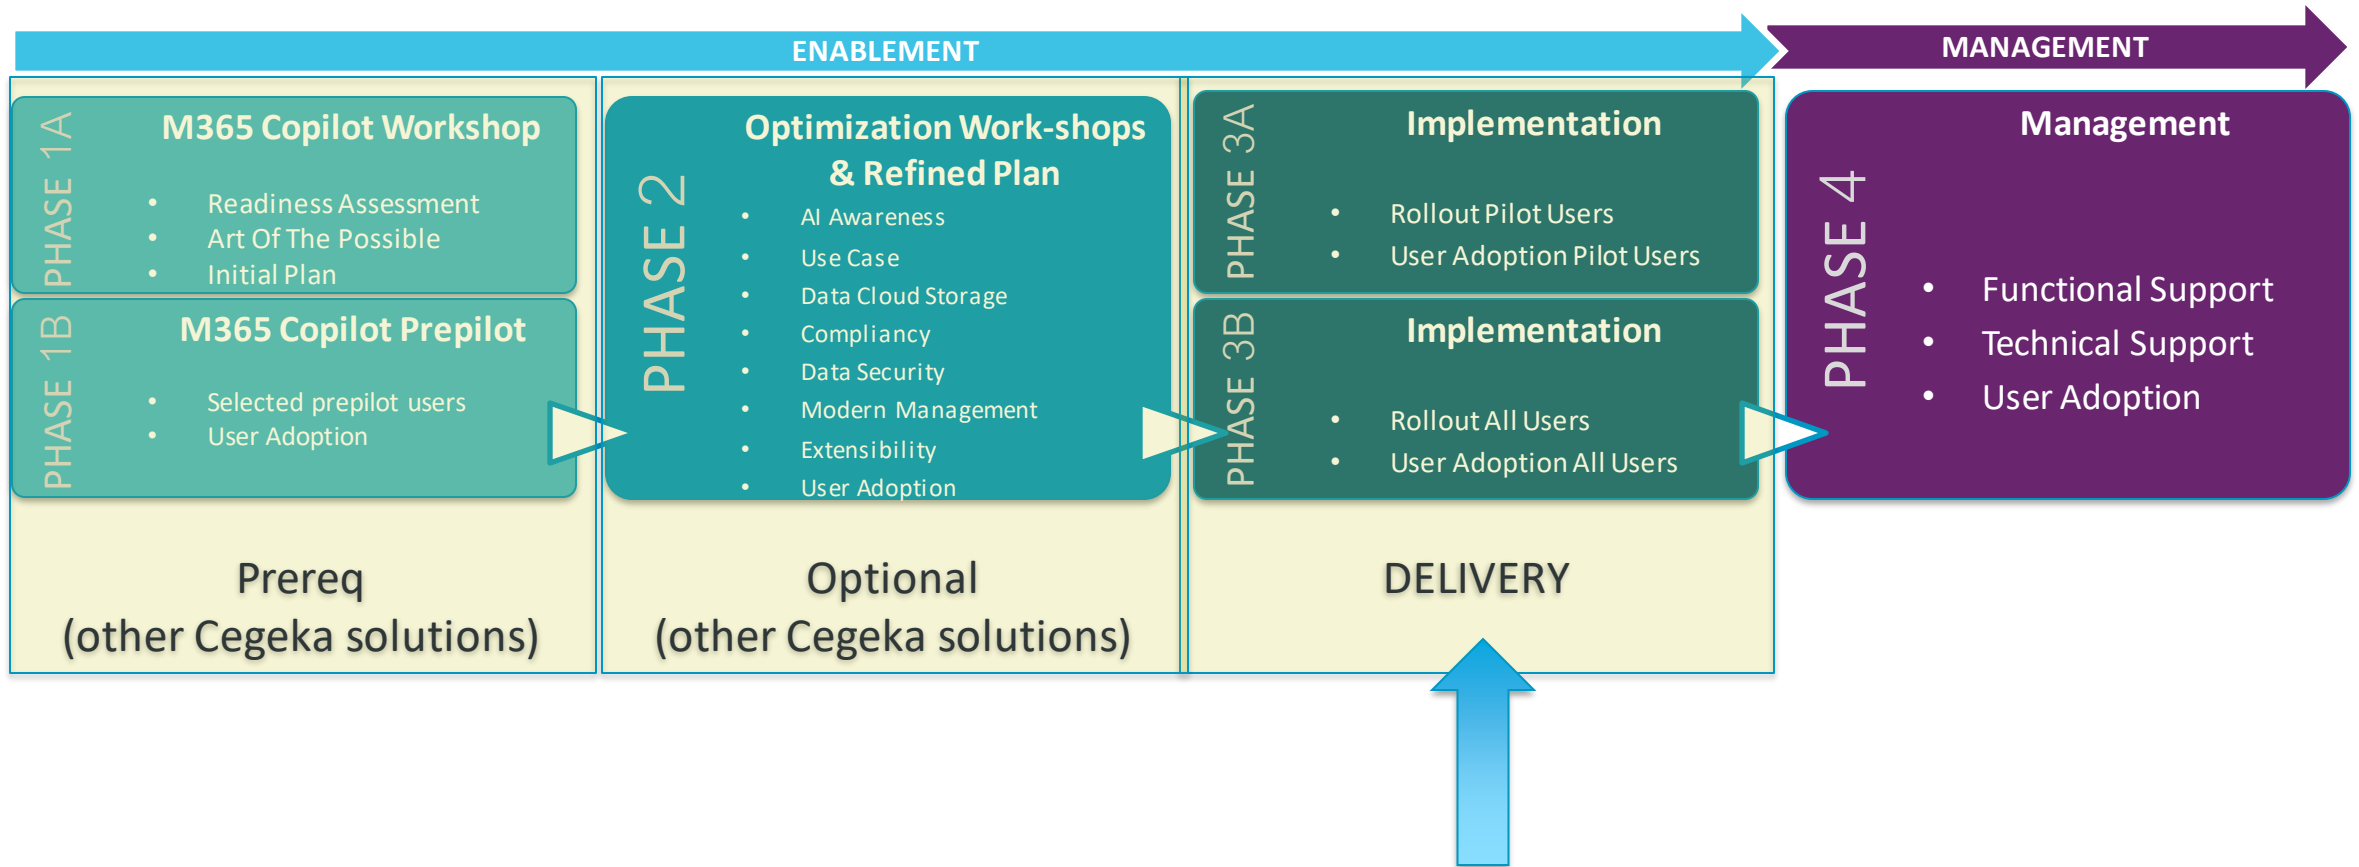 ENABLEMENT
MANAGEMENT
PHASE 1A
M365 Copilot Workshop
• Readiness Assessment
• Art Of The Possible
• Initial Plan
PHASE 1B
M365 Copilot Prepilot
• Selected prepilot users
• User Adoption
Prereq
(other Cegeka solutions)
PHASE 2
Optimization Work-shops
& Refined Plan
• AI Awareness
• Use Case
• Data Cloud Storage
• Compliancy
• Data Security
• Modern Management
• Extensibility
• User Adoption
Optional
(other Cegeka solutions)
PHASE 3A
Implementation
• Rollout Pilot Users
• User Adoption Pilot Users
PHASE 3B
Implementation
• Rollout All Users
• User Adoption All Users
DELIVERY
PHASE 4
Management
• Functional Support
• Technical Support
• User Adoption